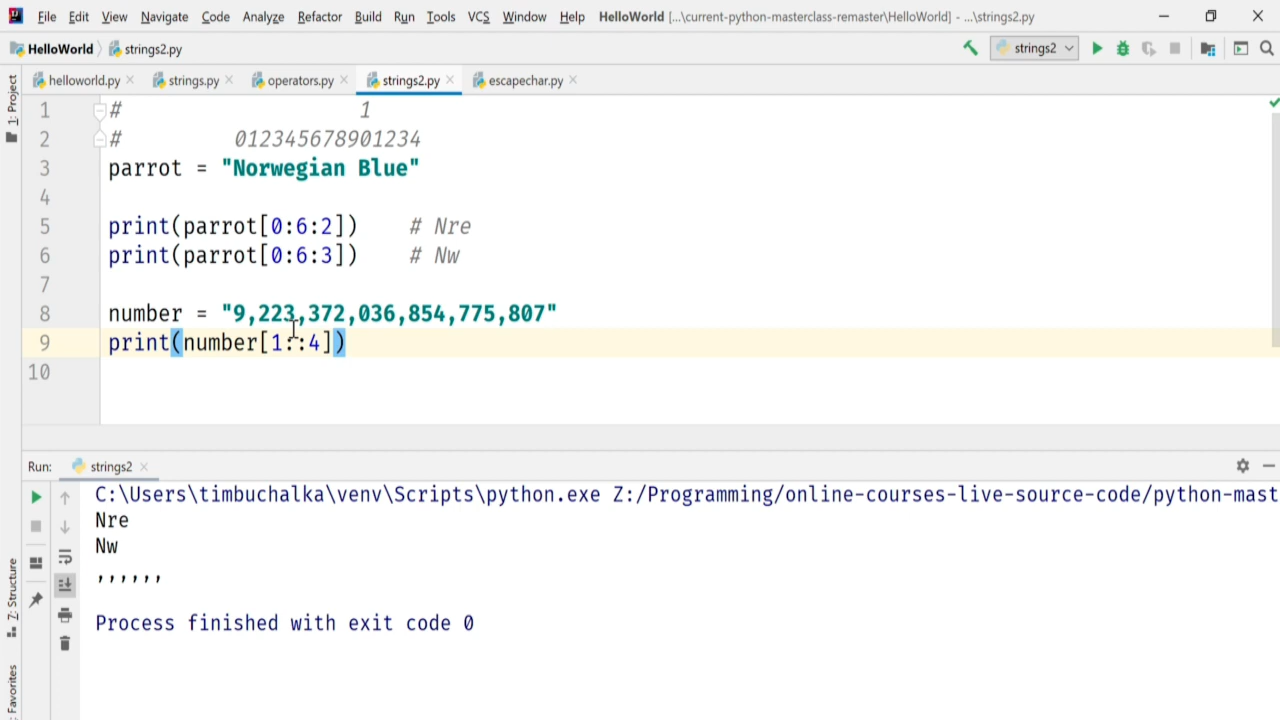 File Edit View Navigate Code Analyze Refactor Build Run Tools VCS Window Help HelloWorld [...\current-python-masterclass-remaster\HelloWorld] - ...\strings2.py
HelloWorld strings2.py strings2
helloworld.py strings.py operators.py strings2.py escapechar.py
1: Project
1 # 1
2 # 012345678901234
3 parrot = "Norwegian Blue"
4
5 print(parrot[0:6:2]) # Nre
6 print(parrot[0:6:3]) # Nw
7
8 number = "9,223,372,036,854,775,807"
9 print(number[1::4])
10
Run: strings2
C:\Users\timbuchalka\venv\Scripts\python.exe Z:/Programming/online-courses-live-source-code/python-mast
Nre
Nw
,,,,,,
Process finished with exit code 0
Z: Structure
Favorites